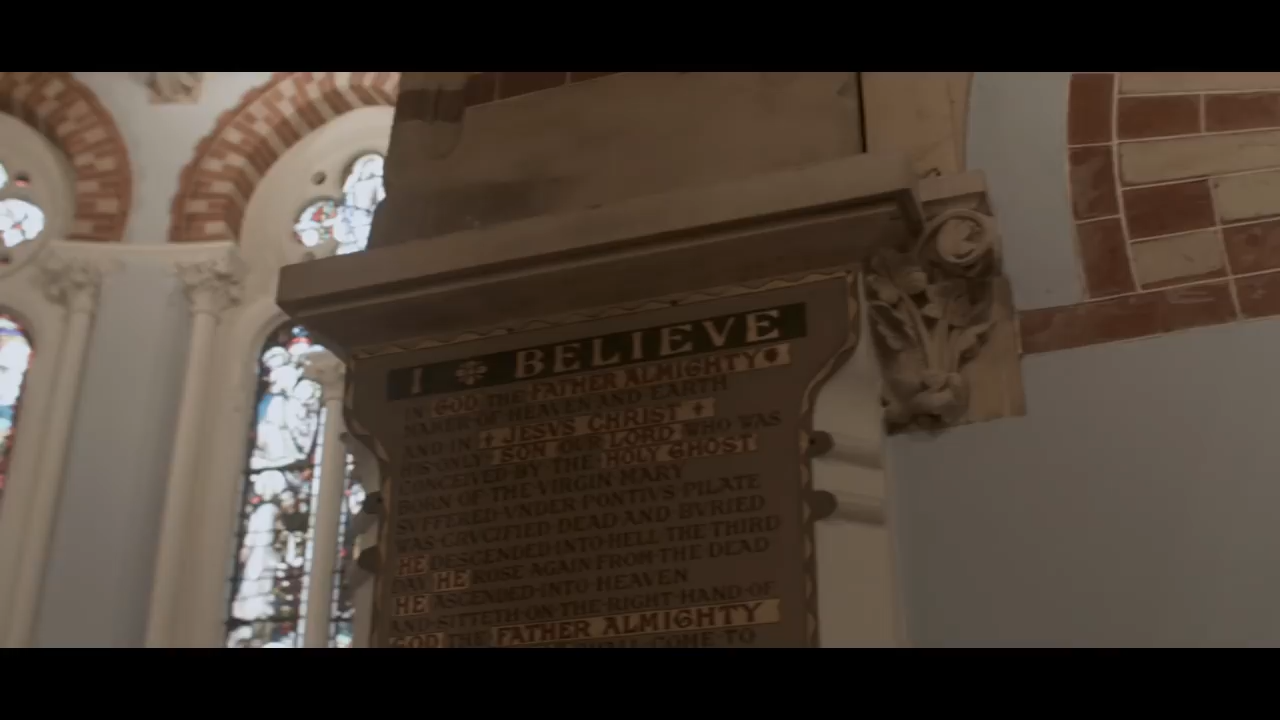 I ✤ BELIEVE
IN GOD THE FATHER ALMIGHTY
MAKER OF HEAVEN AND EARTH
AND IN JESVS CHRIST
HIS ONLY SON OUR LORD WHO WAS
CONCEIVED BY THE HOLY GHOST
BORN OF THE VIRGIN MARY
SVFFERED VNDER PONTIVS PILATE
WAS CRVCIFIED DEAD AND BVRIED
HE DESCENDED INTO HELL THE THIRD
DAY HE ROSE AGAIN FROM THE DEAD
HE ASCENDED INTO HEAVEN
AND SITTETH ON THE RIGHT HAND OF
GOD THE FATHER ALMIGHTY
COME TO